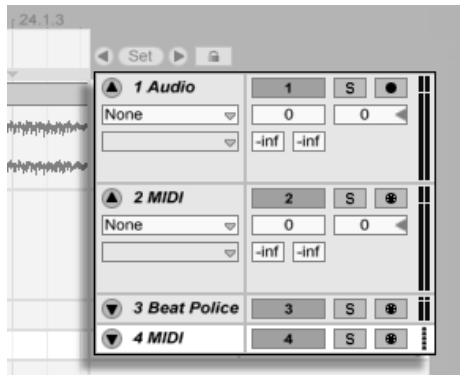 24.1.3
Set
1 Audio 1 S
None 0 0
-inf -inf
2 MIDI 2 S
None 0 0
-inf -inf
3 Beat Police 3 S
4 MIDI 4 S